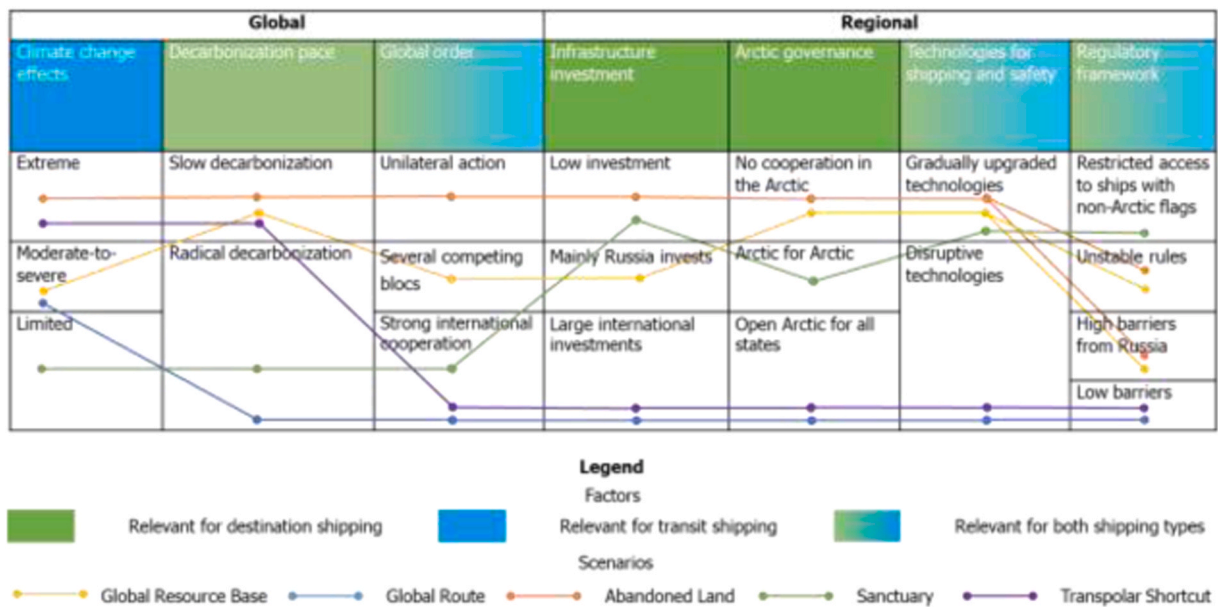 Global
Regional
Climate change
effects
Decarbonization pace
Global order
Infrastructure
investment
Arctic governance
Technologies for
shipping and safety
Regulatory
framework
Extreme
Slow decarbonization
Unilateral action
Low investment
No cooperation in
the Arctic
Gradually upgraded
technologies
Restricted access
to ships with
non-Arctic flags
Moderate-to-
severe
Radical decarbonization
Several competing
blocs
Mainly Russia invests
Arctic for Arctic
Disruptive
technologies
Unstable rules
Limited
Strong international
cooperation
Large international
investments
Open Arctic for all
states
High barriers
from Russia
Low barriers
Legend
Factors
Relevant for destination shipping
Relevant for transit shipping
Relevant for both shipping types
Scenarios
Global Resource Base
Global Route
Abandoned Land
Sanctuary
Transpolar Shortcut